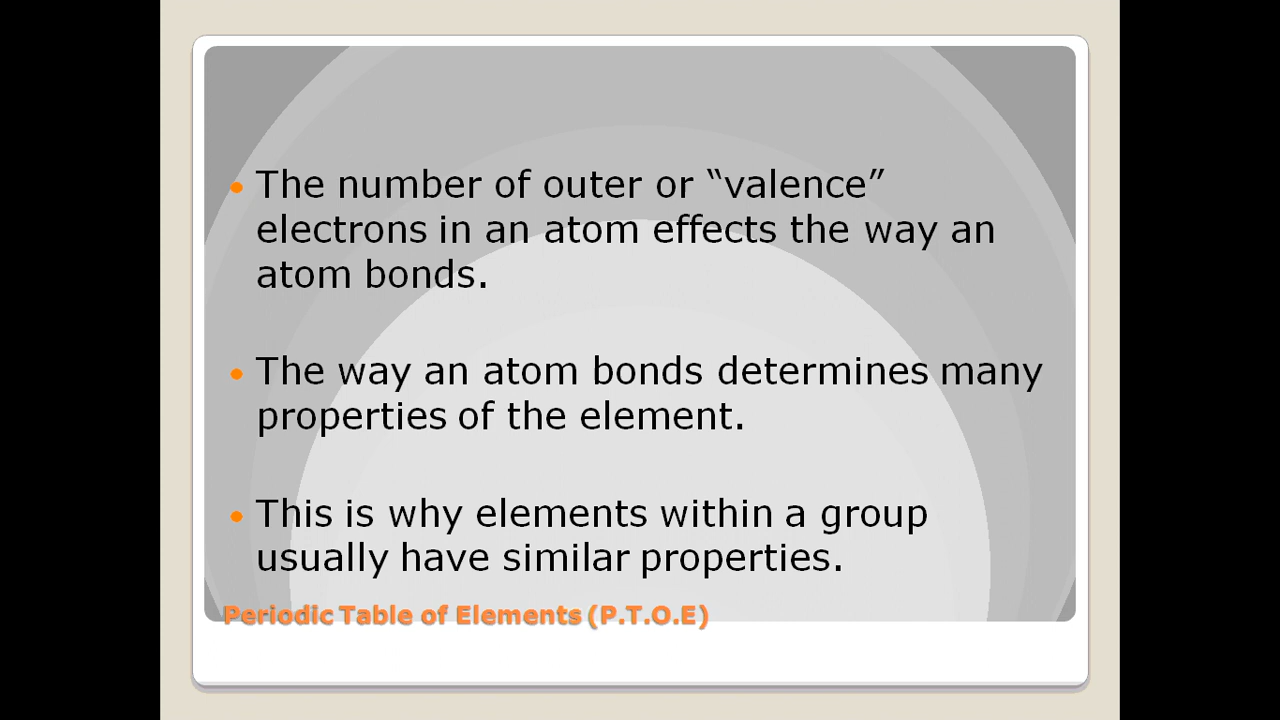 • The number of outer or “valence”
electrons in an atom effects the way an
atom bonds.
• The way an atom bonds determines many
properties of the element.
• This is why elements within a group
usually have similar properties.
Periodic Table of Elements (P.T.O.E)